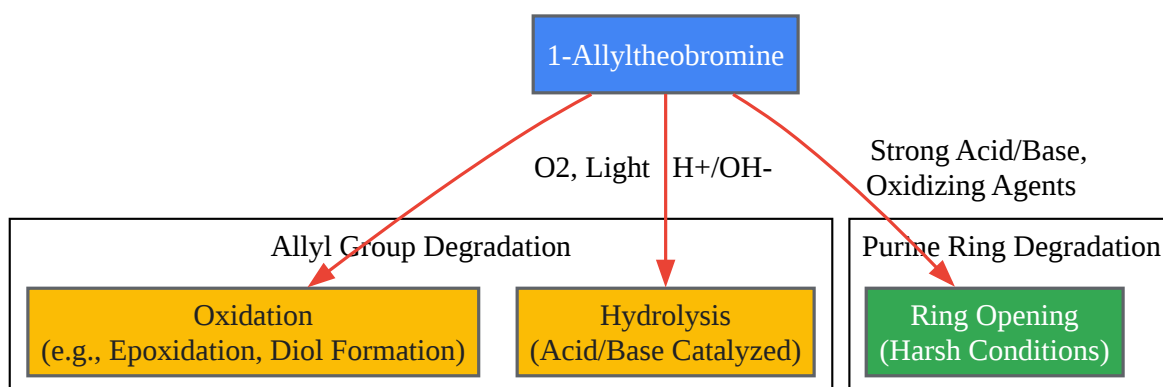 1-Allyltheobromine
O2, Light
H+/OH-
Strong Acid/Base,
Oxidizing Agents
Allyl Group Degradation
Purine Ring Degradation
Oxidation
(e.g., Epoxidation, Diol Formation)
Hydrolysis
(Acid/Base Catalyzed)
Ring Opening
(Harsh Conditions)